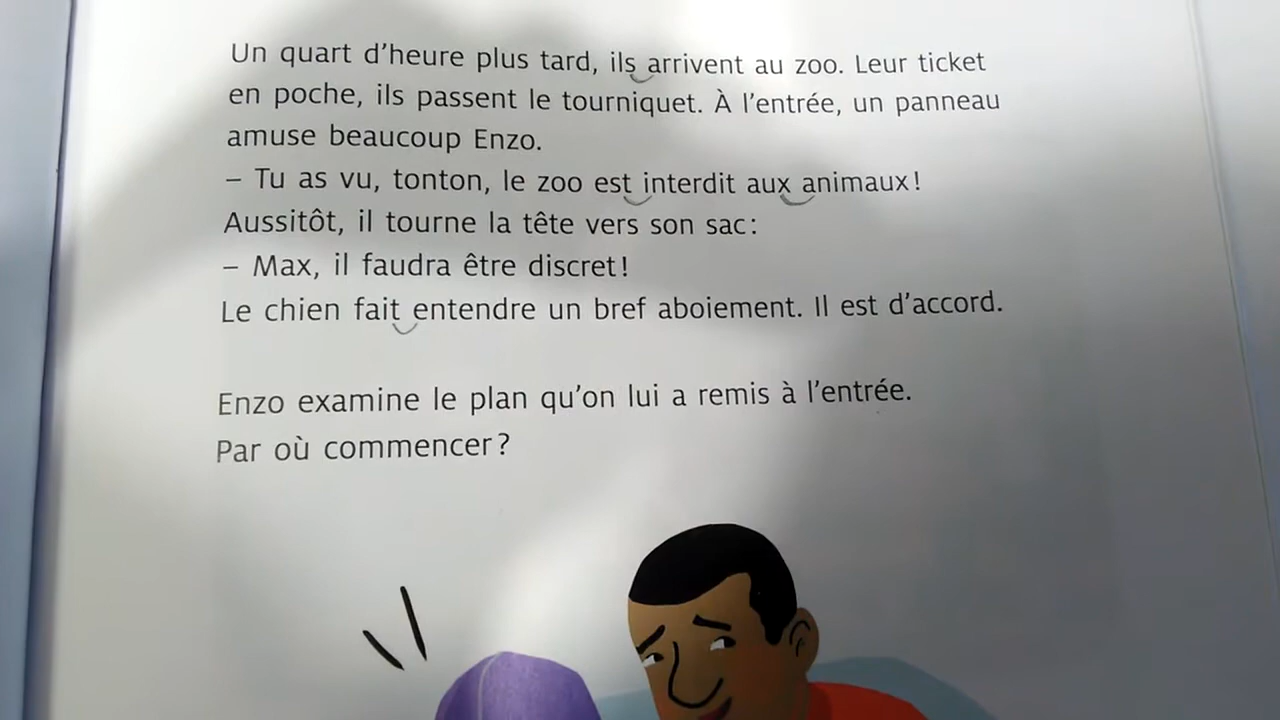 Un quart d'heure plus tard, ils arrivent au zoo. Leur ticket
en poche, ils passent le tourniquet. À l'entrée, un panneau
amuse beaucoup Enzo.
– Tu as vu, tonton, le zoo est interdit aux animaux !
Aussitôt, il tourne la tête vers son sac :
– Max, il faudra être discret !
Le chien fait entendre un bref aboiement. Il est d'accord.
Enzo examine le plan qu'on lui a remis à l'entrée.
Par où commencer ?